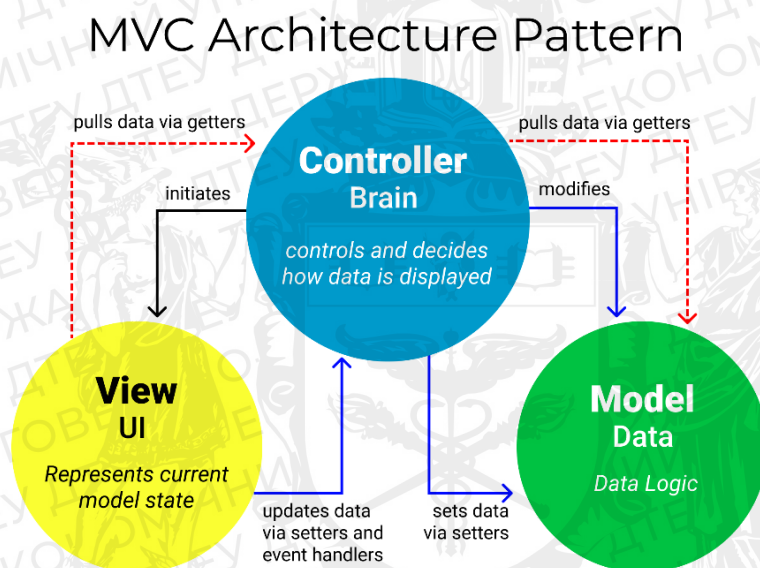 MVC Architecture Pattern
pulls data via getters
pulls data via getters
Controller
Brain
initiates
modifies
controls and decides
how data is displayed
View
UI
Represents current
model state
Model
Data
Data Logic
updates data
via setters and
event handlers
sets data
via setters